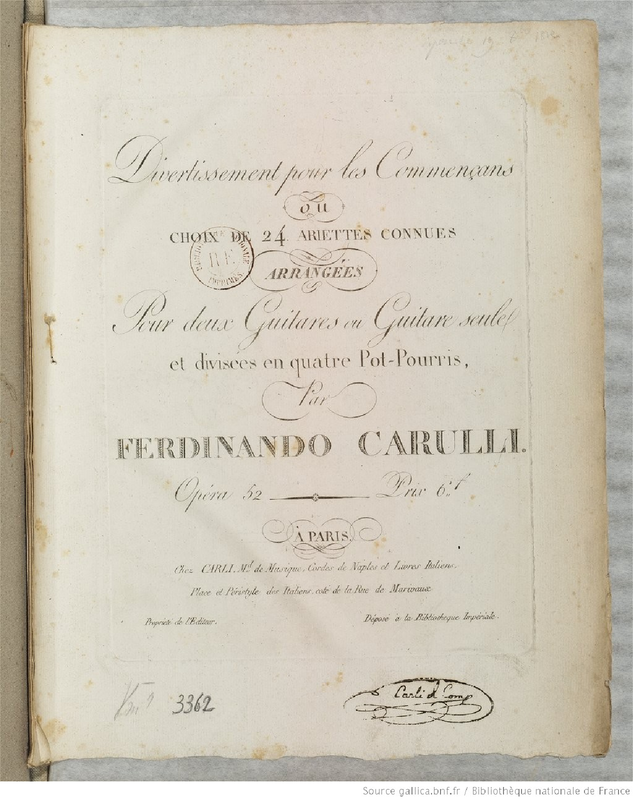 Divertissement pour les Commençans
ou
CHOIX DE 24 ARIETTES CONNUES
ARRANGÉES
Pour deux Guitares ou Guitare seule
et divisées en quatre Pot-Pourris,
Par
FERDINANDO CARULLI.
Opéra 52 Prix 6.f
À PARIS,
Chez CARLI, Md. de Musique, Cordes de Naples et Livres Italiens,
Place et Péristyle des Italiens, coté de la Rue de Marivaux
Propriété de l'Editeur. Déposé à la Bibliothèque Impériale.
3362
Carli et Comp
Source gallica.bnf.fr / Bibliothèque nationale de France